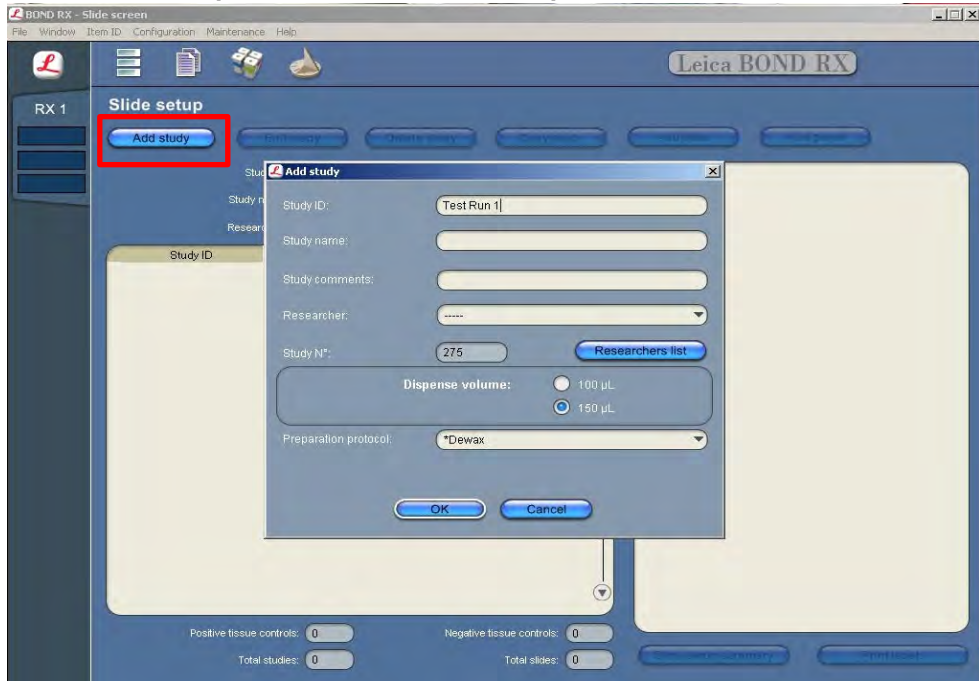 BOND RX - Slide screen
File Window Item ID Configuration Maintenance Help
Leica BOND RX
RX 1
Slide setup
Add study
Add study
Study ID: Test Run 1
Study name:
Study comments:
Researcher: -----
Study N°: 275 Researchers list
Dispense volume: 100 µL
150 µL
Preparation protocol: *Dewax
OK Cancel
Study ID
Positive tissue controls: 0 Negative tissue controls: 0
Total studies: 0 Total slides: 0